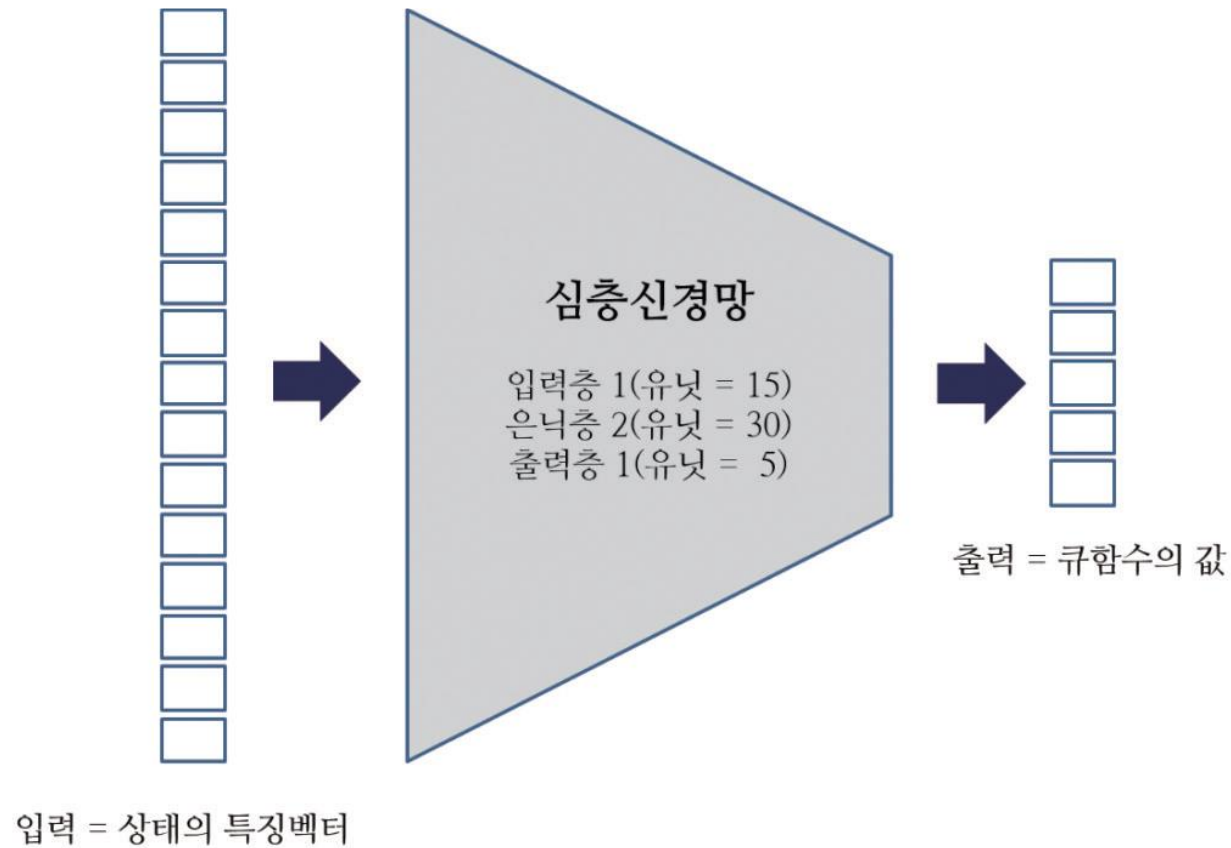 심층신경망
입력층 1(유닛 = 15)
은닉층 2(유닛 = 30)
출력층 1(유닛 = 5)
출력 = 큐함수의 값
입력 = 상태의 특징벡터